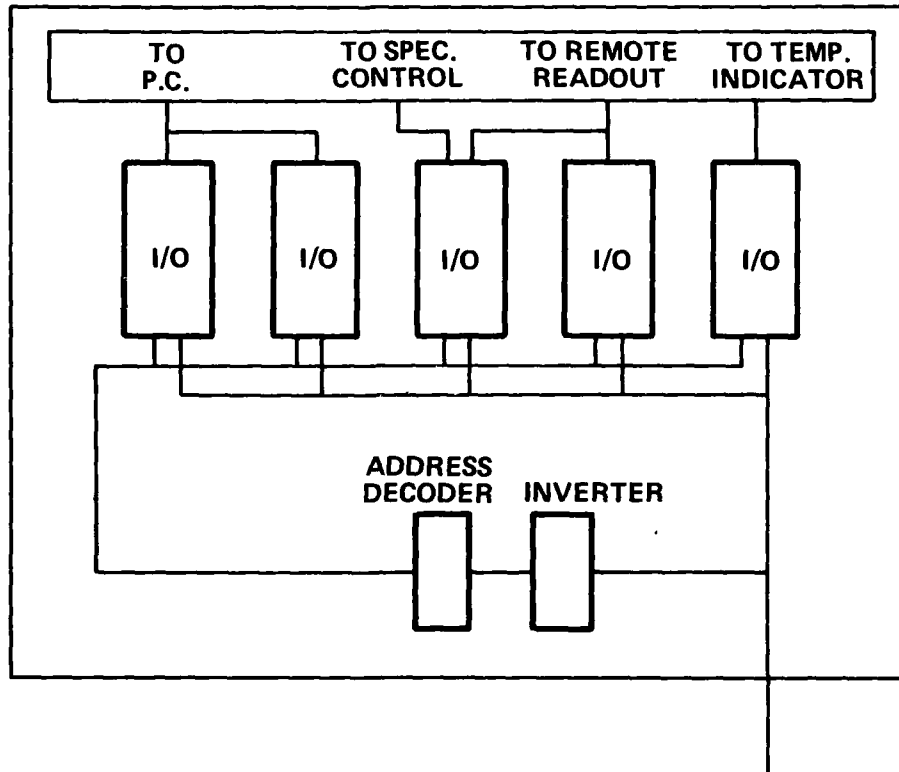 TO
P.C.
TO SPEC.
CONTROL
TO REMOTE
READOUT
TO TEMP.
INDICATOR
I/O
I/O
I/O
I/O
I/O
ADDRESS
DECODER
INVERTER